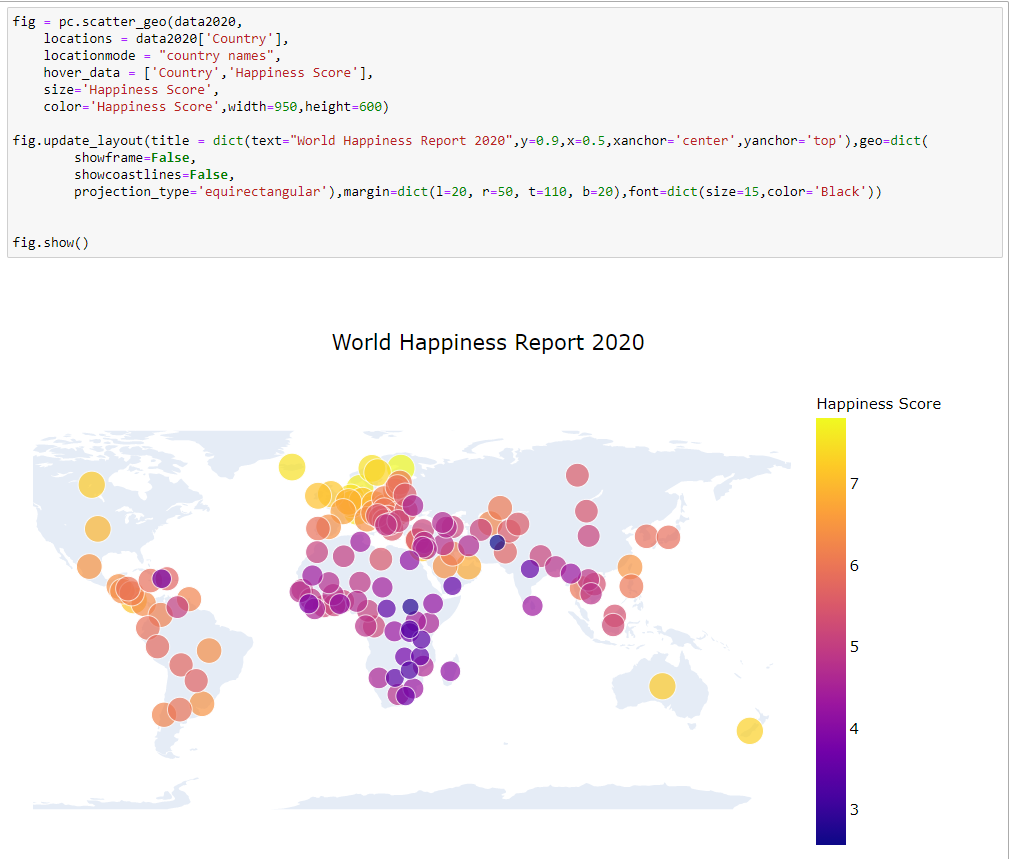 fig = pc.scatter_geo(data2020,
    locations = data2020['Country'],
    locationmode = "country names",
    hover_data = ['Country','Happiness Score'],
    size='Happiness Score',
    color='Happiness Score',width=950,height=600)
fig.update_layout(title = dict(text="World Happiness Report 2020",y=0.9,x=0.5,xanchor='center',yanchor='top'),geo=dict(
        showframe=False,
        showcoastlines=False,
        projection_type='equirectangular'),margin=dict(l=20, r=50, t=110, b=20),font=dict(size=15,color='Black'))
fig.show()
World Happiness Report 2020
Happiness Score
7
6
5
4
3